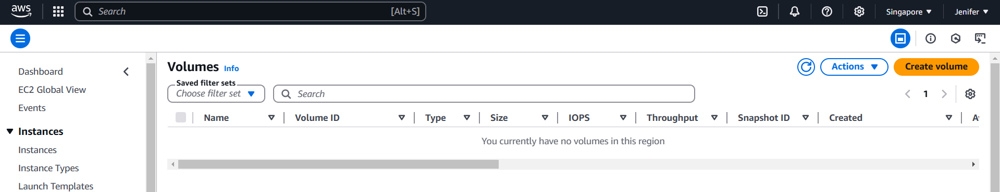 aws Search [Alt+S] Singapore Jenifer
Dashboard
EC2 Global View
Events
Instances
Instances
Instance Types
Launch Templates
Volumes Info
Actions
Create volume
Saved filter sets
Choose filter set
Search
1
Name Volume ID Type Size IOPS Throughput Snapshot ID Created
You currently have no volumes in this region